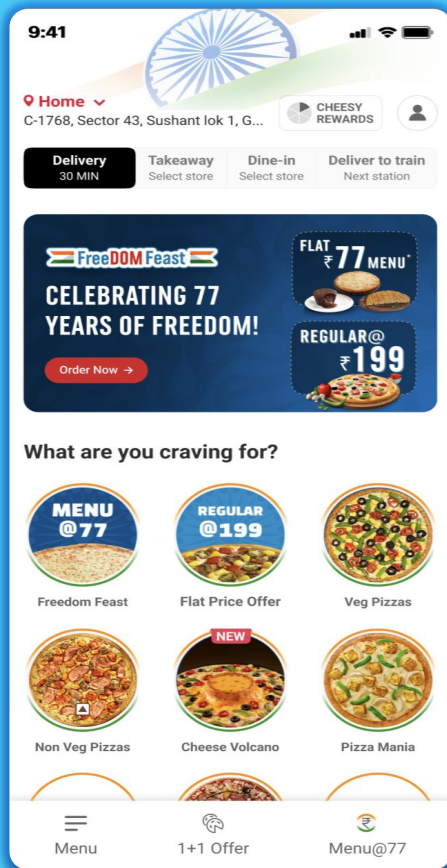 9:41
Home
C-1768, Sector 43, Sushant lok 1, G...
CHEESY
REWARDS
Delivery
30 MIN
Takeaway
Select store
Dine-in
Select store
Deliver to train
Next station
FreeDOM Feast
CELEBRATING 77
YEARS OF FREEDOM!
Order Now →
FLAT
₹77 MENU*
REGULAR@
₹199
What are you craving for?
MENU
@77
Freedom Feast
REGULAR
@199
Flat Price Offer
Veg Pizzas
Non Veg Pizzas
NEW
Cheese Volcano
Pizza Mania
Menu
1+1 Offer
₹
Menu@77